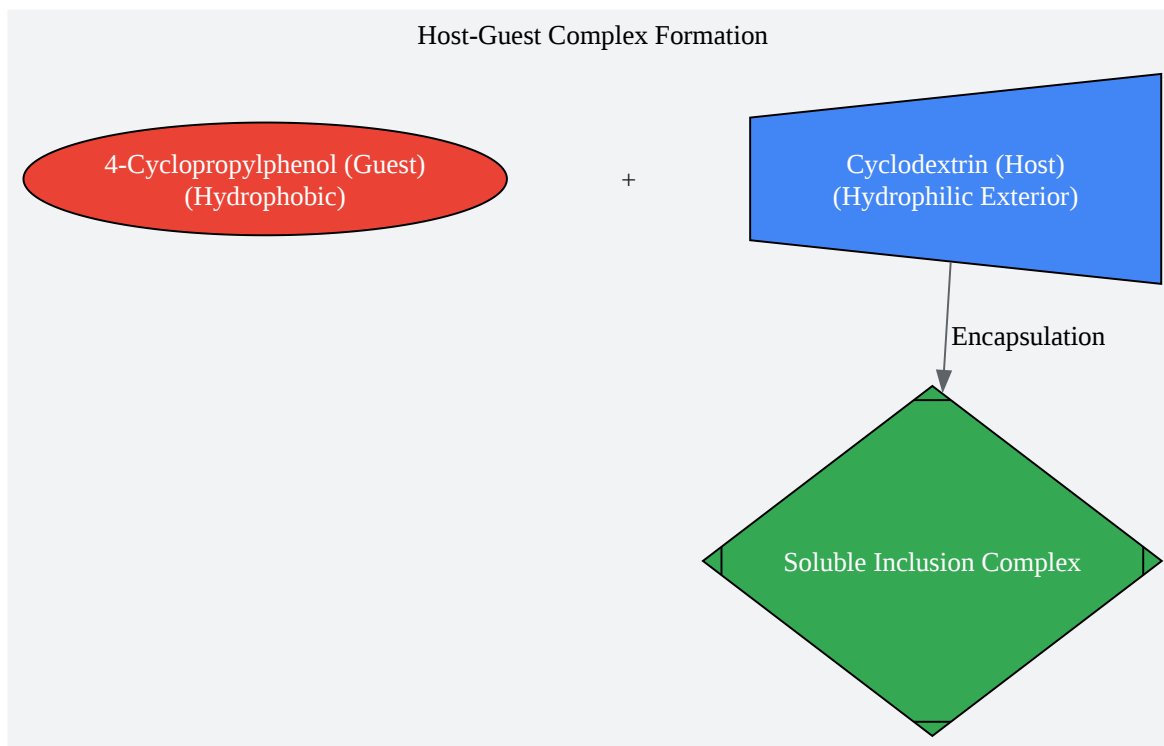 Host-Guest Complex Formation
4-Cyclopropylphenol (Guest)
(Hydrophobic)
+
Cyclodextrin (Host)
(Hydrophilic Exterior)
Encapsulation
Soluble Inclusion Complex